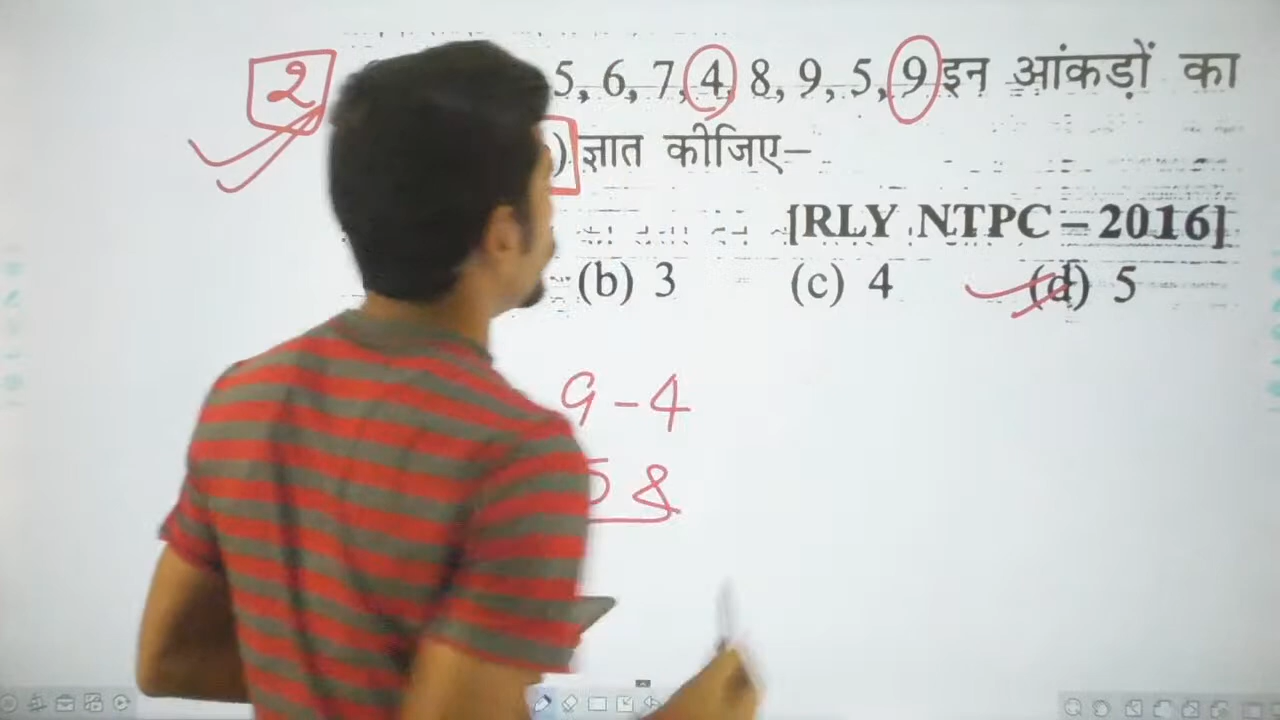 २ 5, 6, 7, 4, 8, 9, 5, 9 इन आंकड़ों का
) ज्ञात कीजिए–
[RLY NTPC – 2016]
(b) 3 (c) 4 (d) 5
9 - 4
5